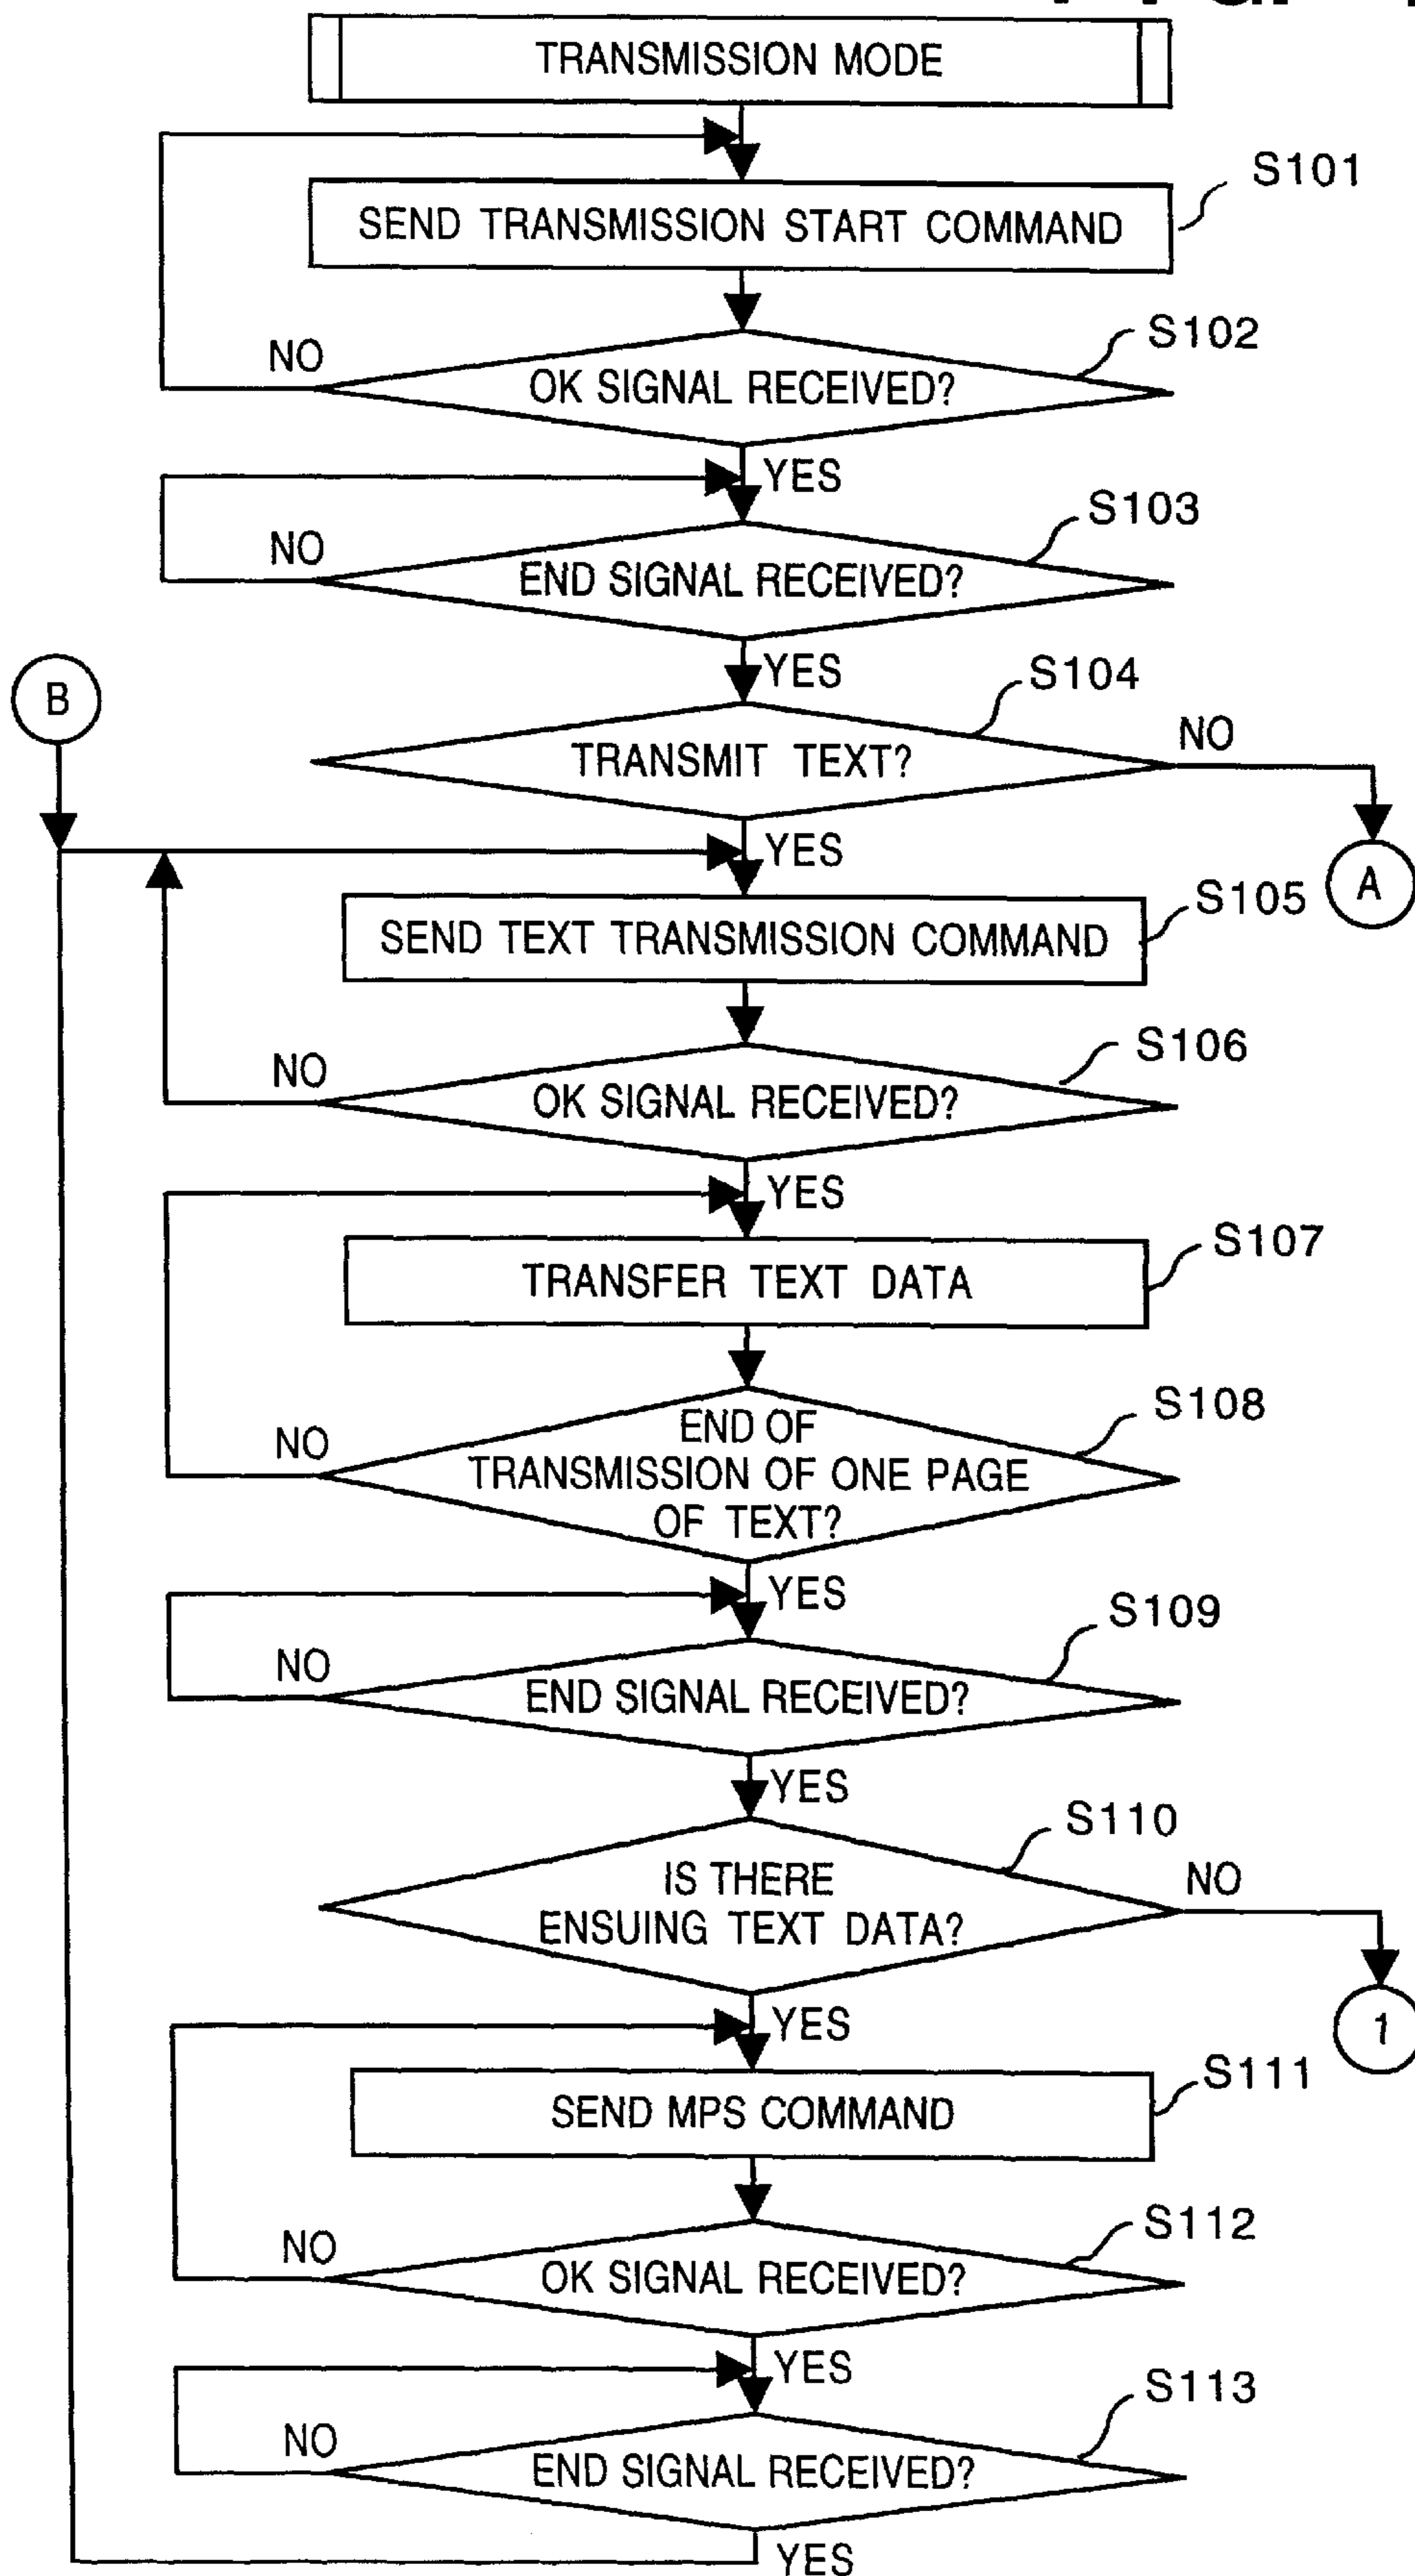 TRANSMISSION MODE
S101
SEND TRANSMISSION START COMMAND
S102
NO
OK SIGNAL RECEIVED?
YES
S103
NO
END SIGNAL RECEIVED?
YES
S104
B
NO
TRANSMIT TEXT?
YES
A
S105
SEND TEXT TRANSMISSION COMMAND
S106
NO
OK SIGNAL RECEIVED?
YES
S107
TRANSFER TEXT DATA
S108
END OF
NO
TRANSMISSION OF ONE PAGE
OF TEXT?
YES
S109
NO
END SIGNAL RECEIVED?
YES
S110
IS THERE
NO
ENSUING TEXT DATA?
YES
1
S111
SEND MPS COMMAND
S112
NO
OK SIGNAL RECEIVED?
YES
S113
NO
END SIGNAL RECEIVED?
YES